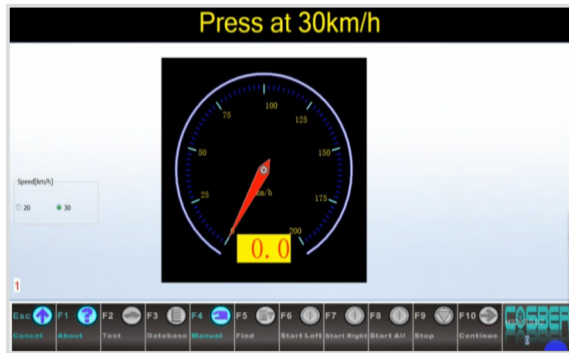 Press at 30km/h
100
75
125
50
150
25
175
km/h
0
200
0.0
Speed[km/h]
20
30
1
Esc F1 F2 F3 F4 F5 F6 F7 F8 F9 F10
Cancel About Test Database Manual Find Start Left Start Right Start All Stop Continue
COSBER